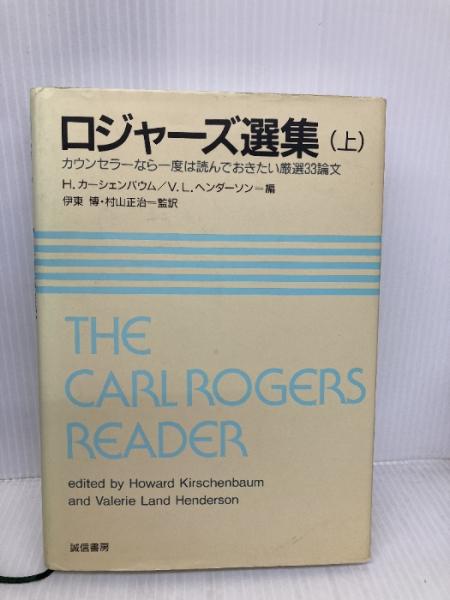 ロジャーズ選集（上）
カウンセラーなら一度は読んでおきたい厳選33論文
H.カーシェンバウム／V.L.ヘンダーソン＝編
伊東 博・村山正治＝監訳
THE
CARL ROGERS
READER
edited by Howard Kirschenbaum
and Valerie Land Henderson
誠信書房